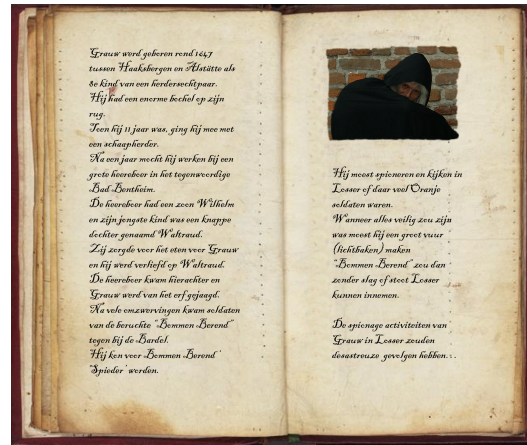 Grauw werd geboren rond 1647
tussen Haaksbergen en Alstätte als
8e kind van een herdersechtpaar.
Hij had een enorme bochel op zijn
rug.
Toen hij 11 jaar was, ging hij mee met
een schaapherder.
Na een jaar mocht hij werken bij een
grote heereboer in het tegenwoordige
Bad Bentheim.
De heereboer had een zoon Wilhelm
en zijn jongste kind was een knappe
dochter genaamd Waltraud.
Zij zorgde voor het eten voor Grauw
en hij werd verliefd op Waltraud.
De heereboer kwam hierachter en
Grauw werd van het erf gejaagd.
Na vele omzwervingen kwam soldaten
van de beruchte "Bommen Berend"
tegen bij de Bardel.
Hij kon voor Bommen Berend '
'Spieder' worden.
Hij moest spioneren en kijken in
Losser of daar veel Oranje
soldaten waren.
Wanneer alles veilig zou zijn
was moest hij een groot vuur
(lichtbaken) maken
"Bommen Berend" zou dan
zonder slag of stoot Losser
kunnen innemen.
De spionage activiteiten van
Grauw in Losser zouden
desastreuze gevolgen hebben. . .